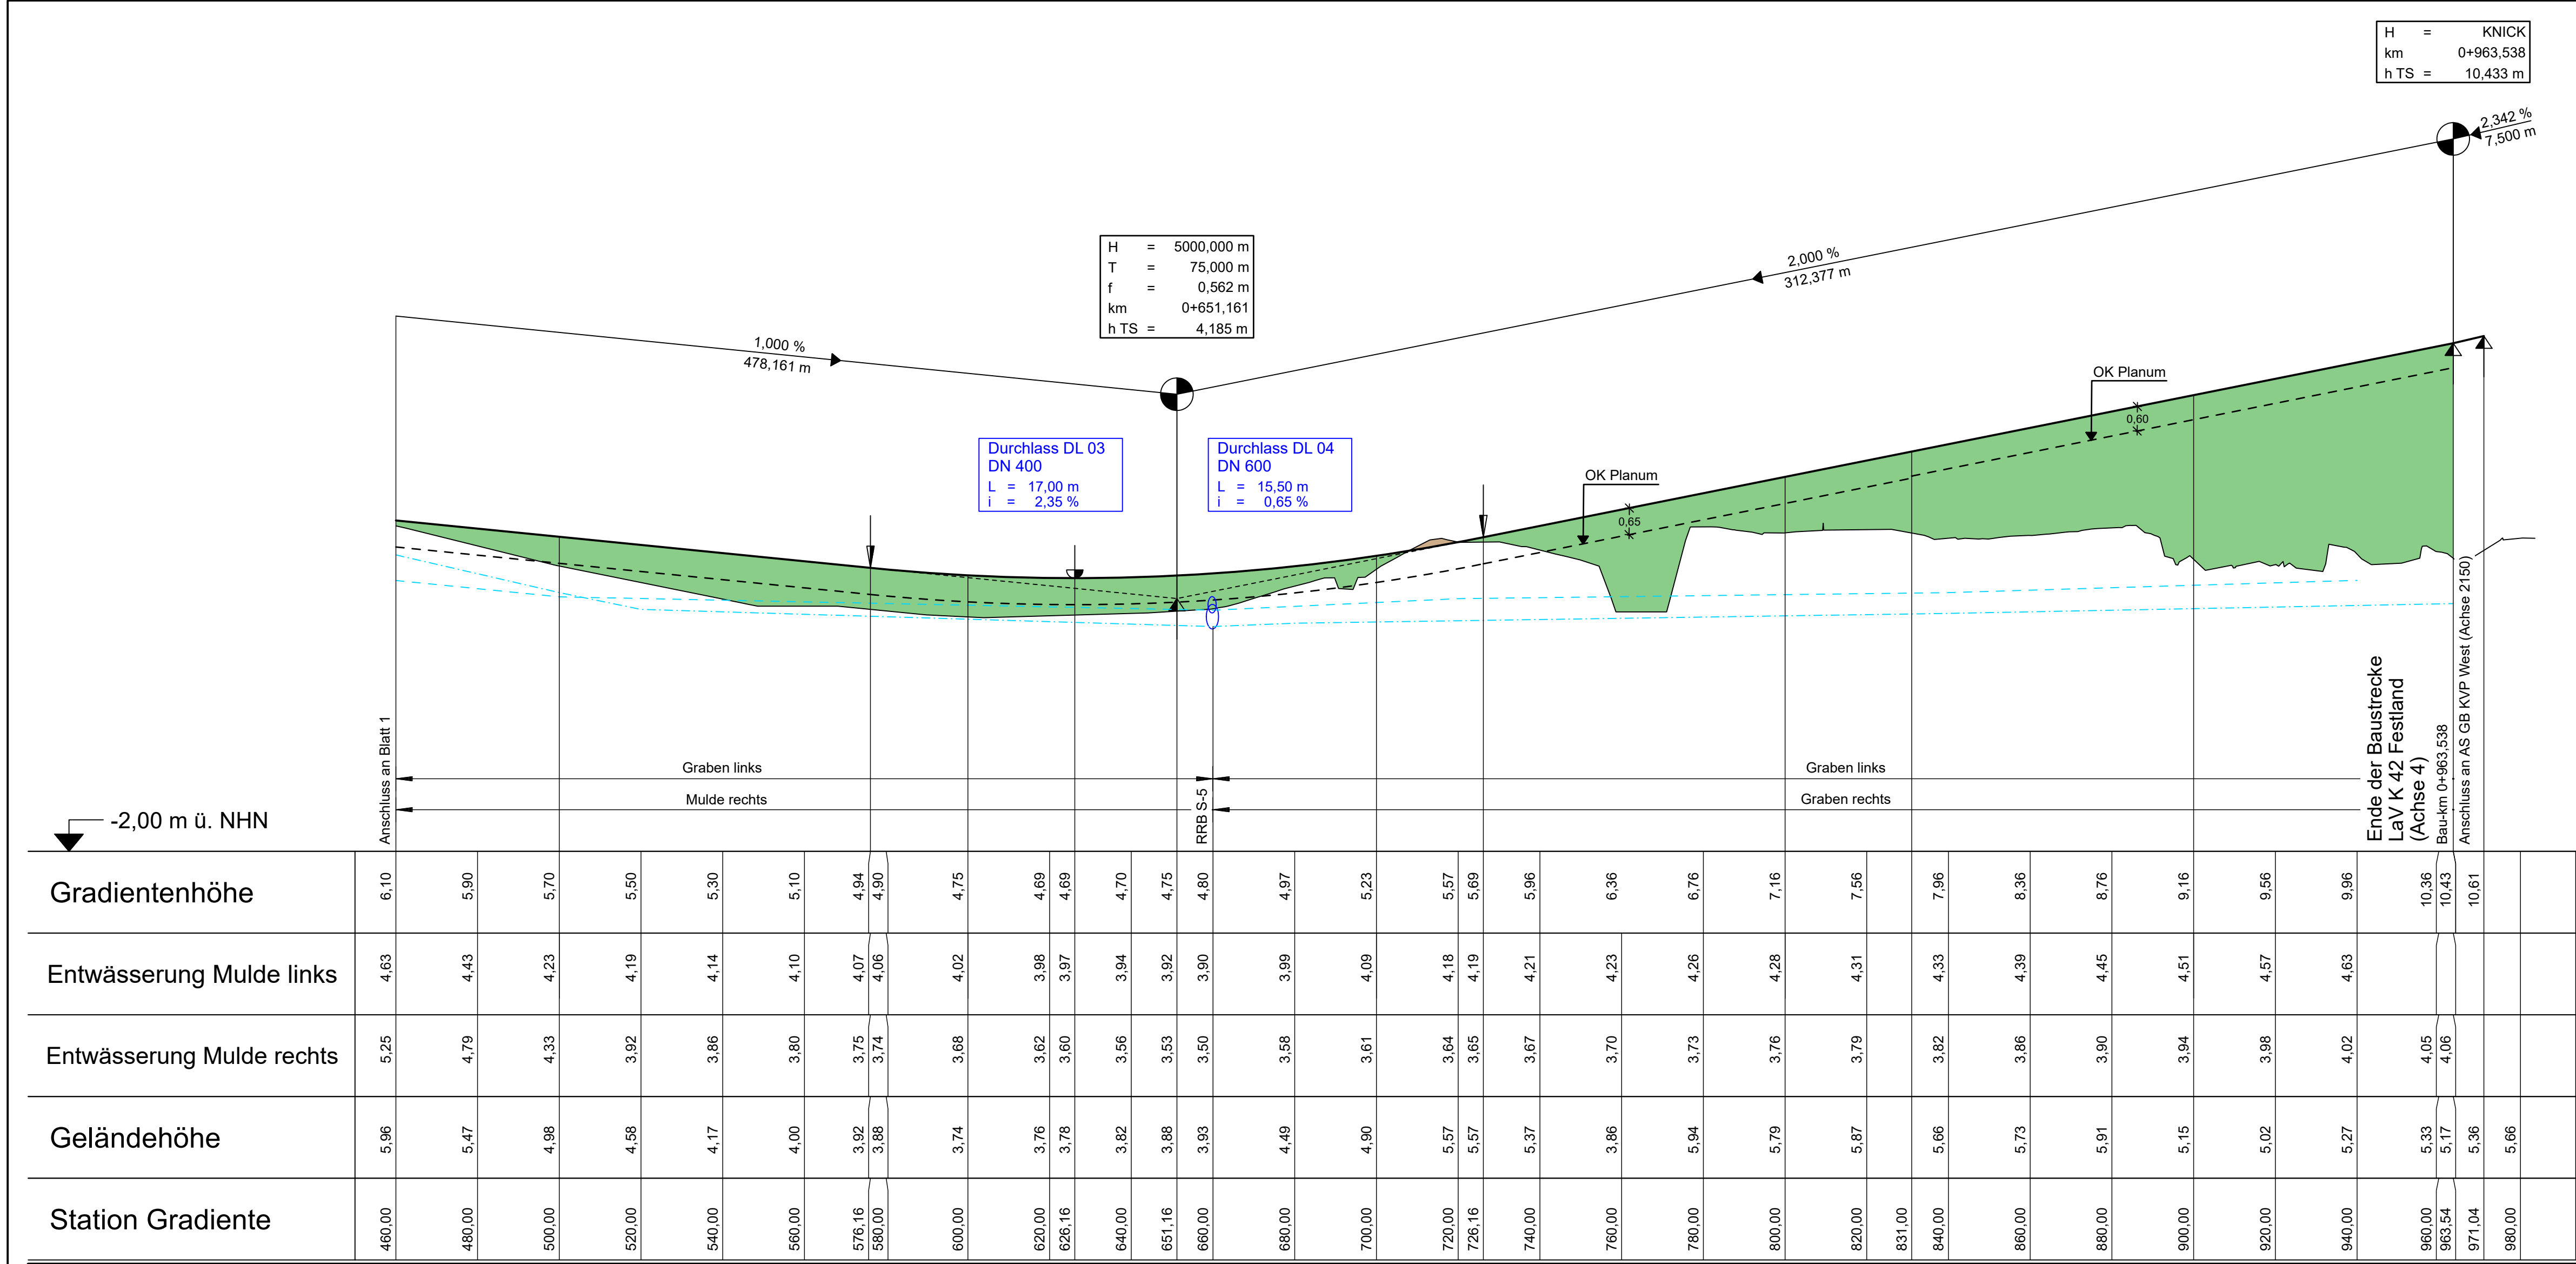 H = KNICK
km 0+963,538
h TS = 10,433 m
2,342 %
7,500 m
H = 5000,000 m
T = 75,000 m
f = 0,562 m
km 0+651,161
h TS = 4,185 m
2,000 %
312,377 m
1,000 %
478,161 m
OK Planum
0,60
Durchlass DL 03
DN 400
L = 17,00 m
i = 2,35 %
Durchlass DL 04
DN 600
L = 15,50 m
i = 0,65 %
OK Planum
0,65
Anschluss an Blatt 1
Graben links
Mulde rechts
RRB S-5
Graben links
Graben rechts
Ende der Baustrecke
LaV K 42 Festland
(Achse 4)
Bau-km 0+963,538
Anschluss an AS GB KVP West (Achse 2150)
-2,00 m ü. NHN
Gradientenhöhe 6,10 5,90 5,70 5,50 5,30 5,10 4,94 4,90 4,75 4,69 4,69 4,70 4,75 4,80 4,97 5,23 5,57 5,69 5,96 6,36 6,76 7,16 7,56 7,96 8,36 8,76 9,16 9,56 9,96 10,36 10,43 10,61
Entwässerung Mulde links 4,63 4,43 4,23 4,19 4,14 4,10 4,07 4,06 4,02 3,98 3,97 3,94 3,92 3,90 3,99 4,09 4,18 4,19 4,21 4,23 4,26 4,28 4,31 4,33 4,39 4,45 4,51 4,57 4,63
Entwässerung Mulde rechts 5,25 4,79 4,33 3,92 3,86 3,80 3,75 3,74 3,68 3,62 3,60 3,56 3,53 3,50 3,58 3,61 3,64 3,65 3,67 3,70 3,73 3,76 3,79 3,82 3,86 3,90 3,94 3,98 4,02 4,05 4,06
Geländehöhe 5,96 5,47 4,98 4,58 4,17 4,00 3,92 3,88 3,74 3,76 3,78 3,82 3,88 3,93 4,49 4,90 5,57 5,57 5,37 3,86 5,94 5,79 5,87 5,66 5,73 5,91 5,15 5,02 5,27 5,33 5,17 5,36 5,66
Station Gradiente 460,00 480,00 500,00 520,00 540,00 560,00 576,16 580,00 600,00 620,00 626,16 640,00 651,16 660,00 680,00 700,00 720,00 726,16 740,00 760,00 780,00 800,00 820,00 831,00 840,00 860,00 880,00 900,00 920,00 940,00 960,00 963,54 971,04 980,00